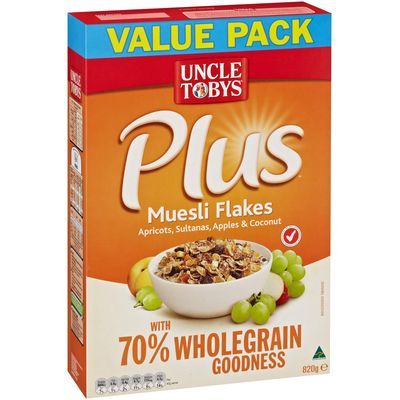 VALUE PACK
UNCLE
TOBYS
Plus
Muesli Flakes
Apricots, Sultanas, Apples & Coconut
WITH
70% WHOLEGRAIN
GOODNESS
820g